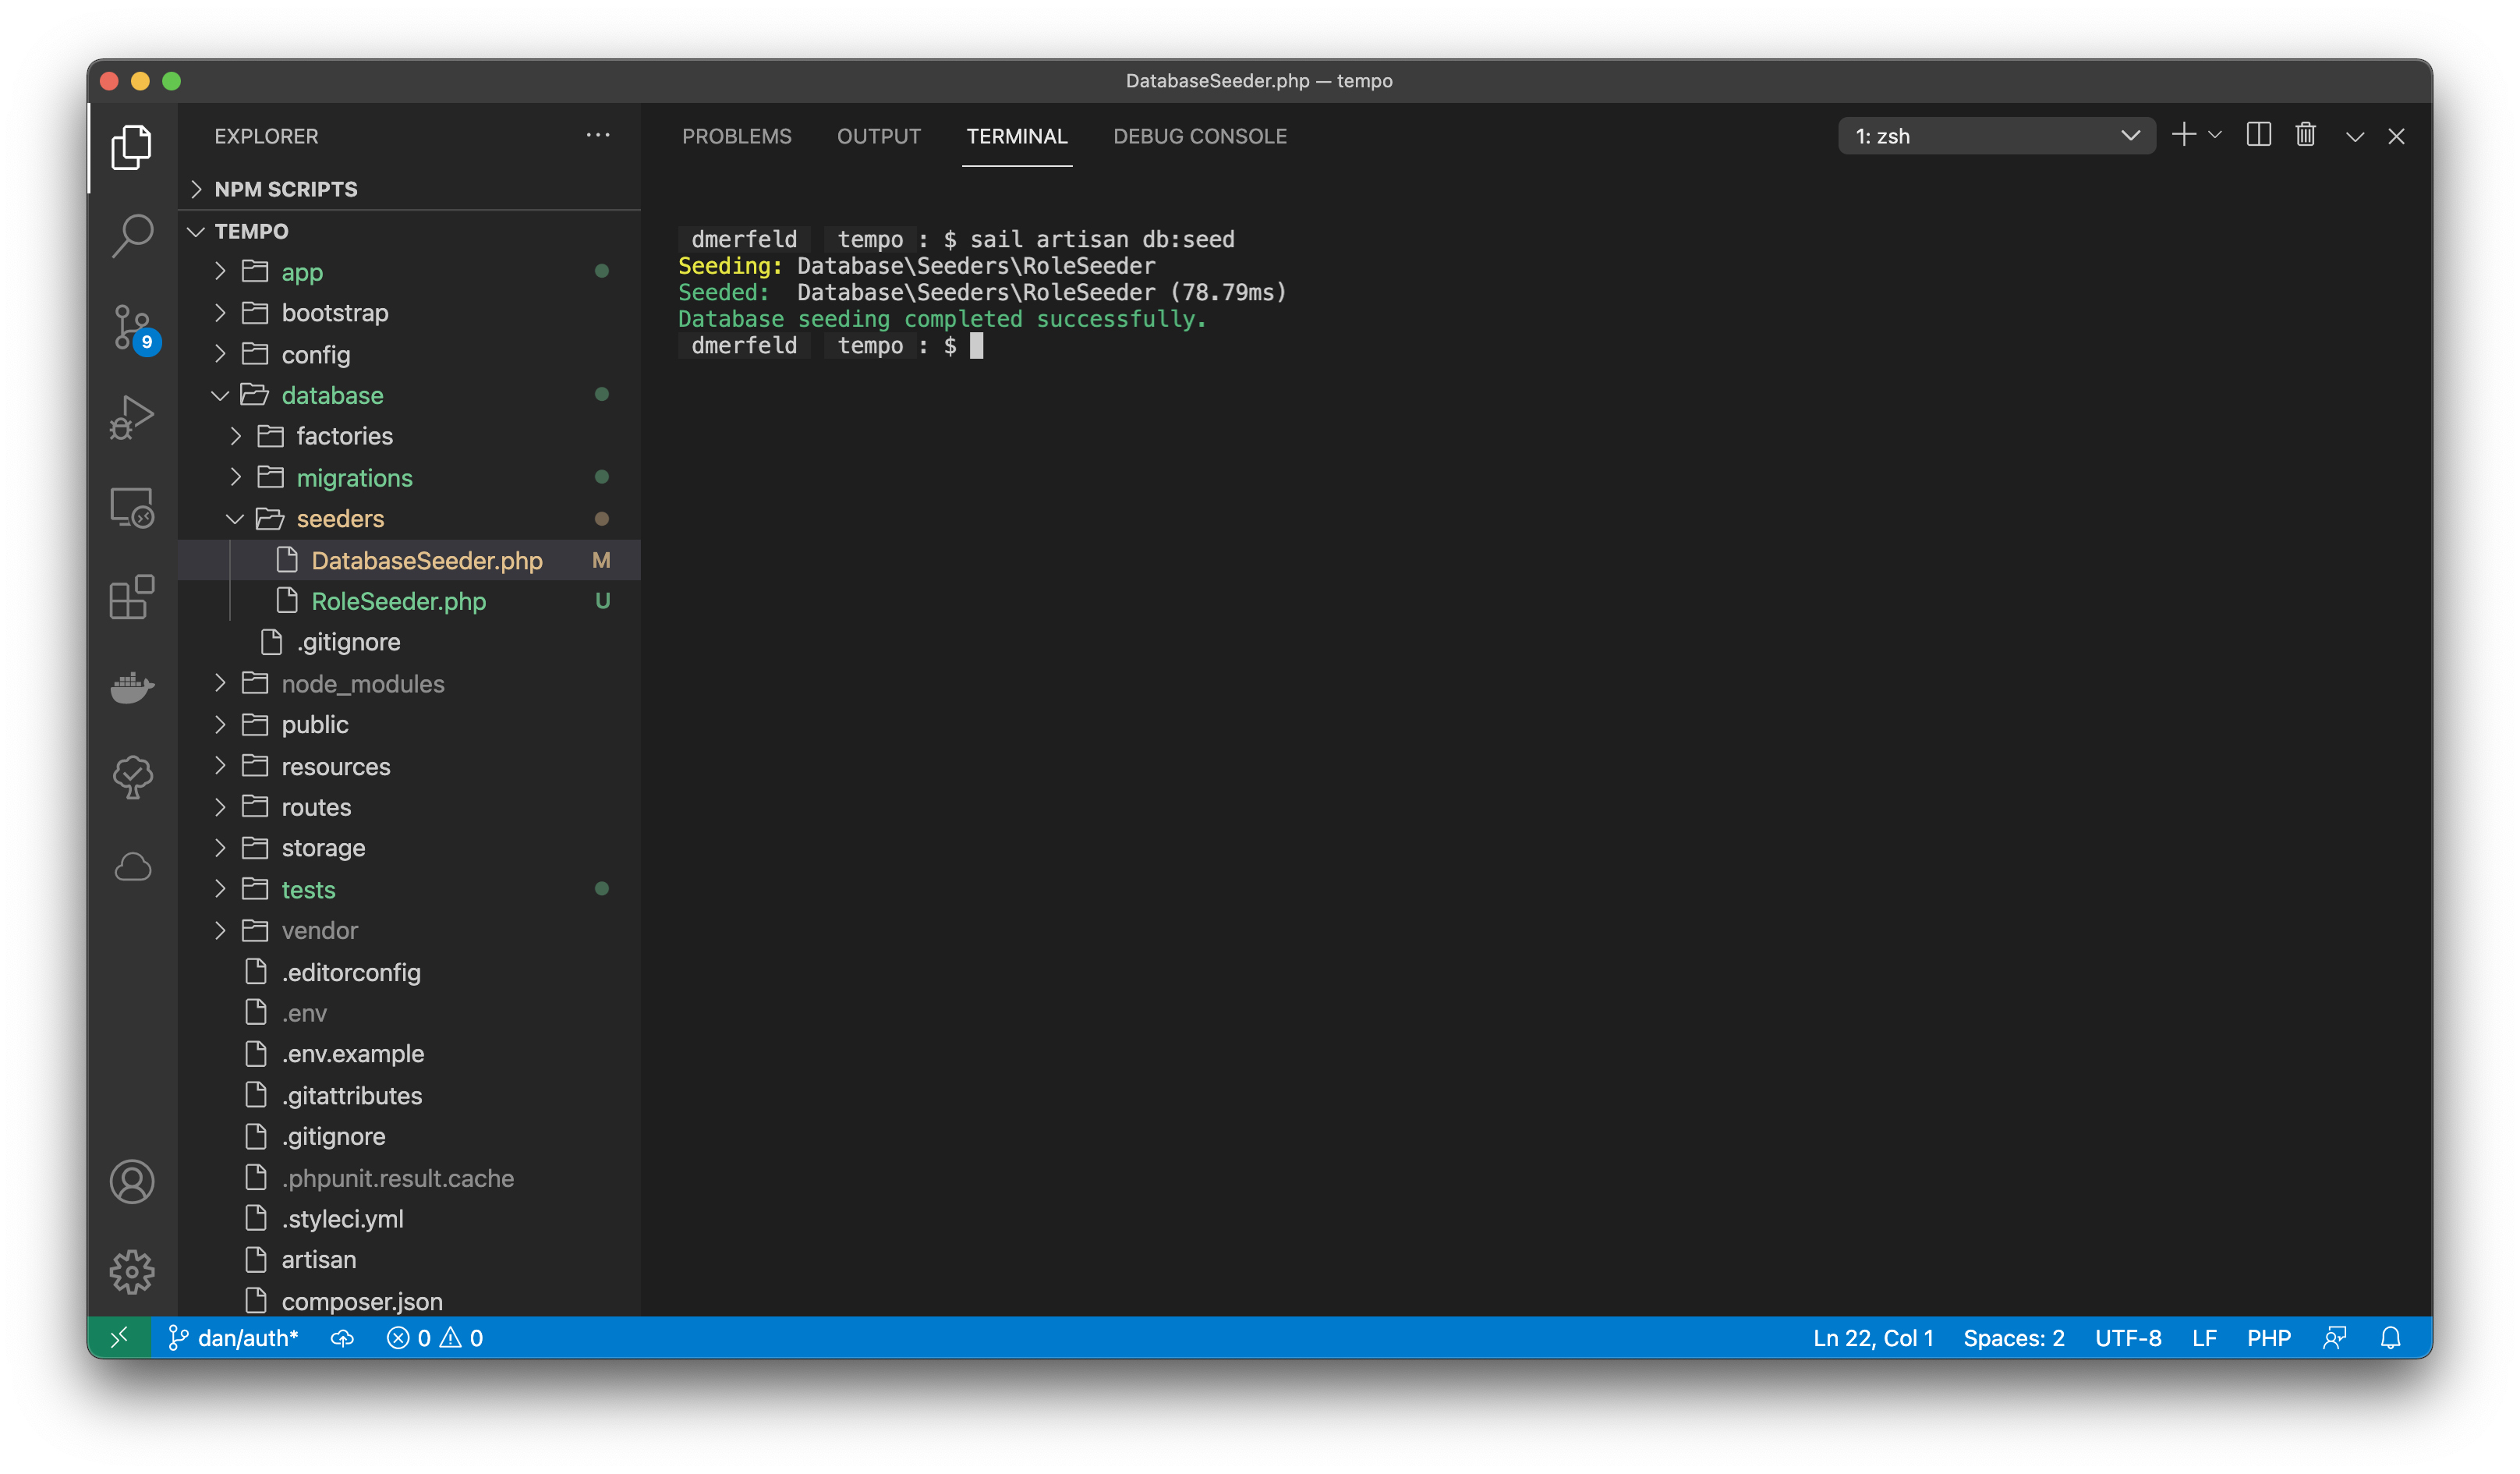 DatabaseSeeder.php — tempo
EXPLORER
NPM SCRIPTS
TEMPO
app
bootstrap
config
database
factories
migrations
seeders
DatabaseSeeder.php M
RoleSeeder.php U
.gitignore
node_modules
public
resources
routes
storage
tests
vendor
.editorconfig
.env
.env.example
.gitattributes
.gitignore
.phpunit.result.cache
.styleci.yml
artisan
composer.json
9
PROBLEMS OUTPUT TERMINAL DEBUG CONSOLE 1: zsh
dmerfeld tempo : $ sail artisan db:seed
Seeding: Database\Seeders\RoleSeeder
Seeded: Database\Seeders\RoleSeeder (78.79ms)
Database seeding completed successfully.
dmerfeld tempo : $
dan/auth* 0 0 Ln 22, Col 1 Spaces: 2 UTF-8 LF PHP